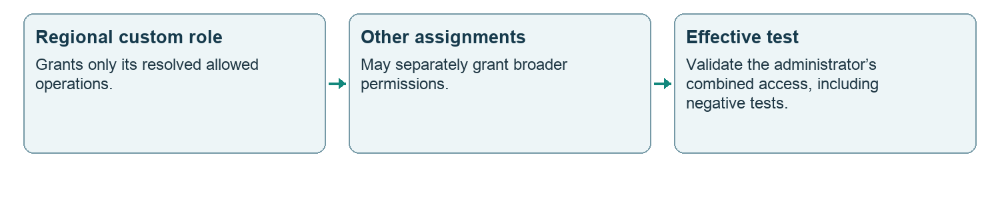 Regional custom role
Grants only its resolved allowed
operations.
Other assignments
May separately grant broader
permissions.
Effective test
Validate the administrator’s
combined access, including
negative tests.